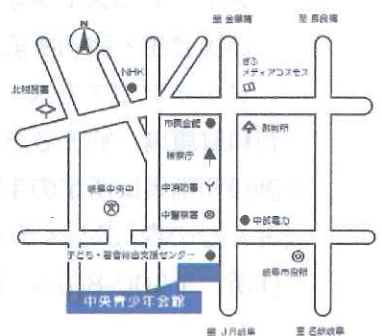 至 金華橋
至 長良橋
N
ぎふ
メディアコスモス
NHK
北税務署
市民会館
裁判所
検察庁
岐阜中央中
中消防署
中警察署
中部電力
子ども・若者総合支援センター
岐阜市役所
中央青少年会館
至 JR岐阜
至 名鉄岐阜